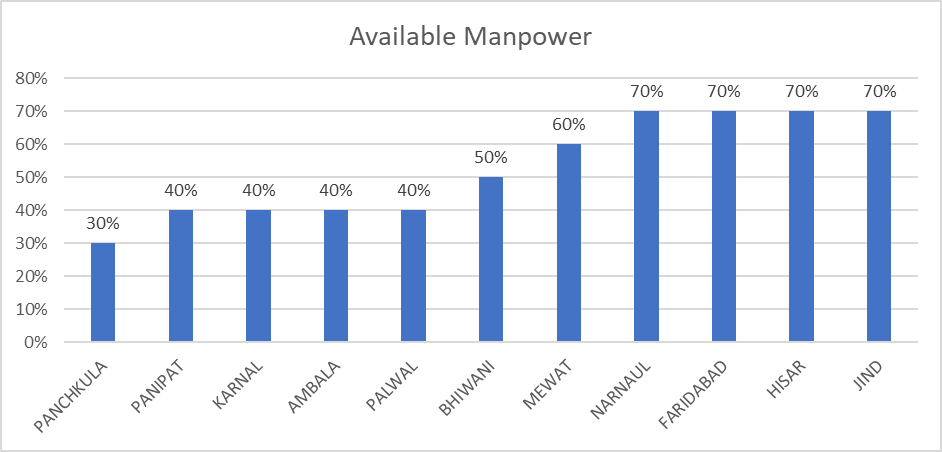 Available Manpower
80%
70%
60%
50%
40%
30%
20%
10%
0%
30%
40%
40%
40%
40%
50%
60%
70%
70%
70%
70%
PANCHKULA
PANIPAT
KARNAL
AMBALA
PALWAL
BHIWANI
MEWAT
NARNAUL
FARIDABAD
HISAR
JIND